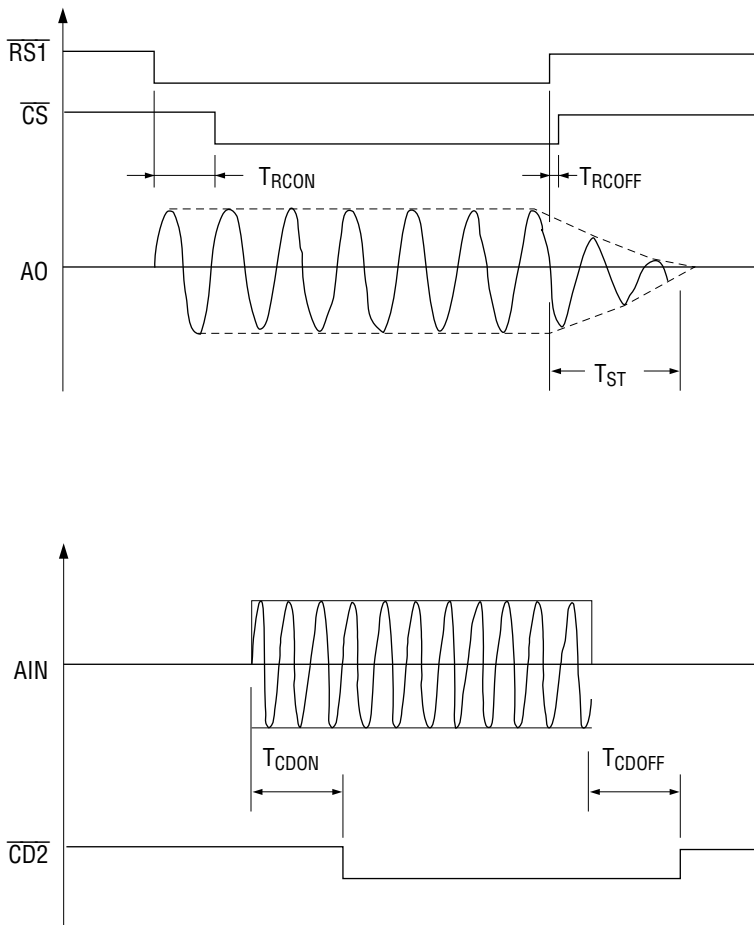 RS1
CS
TRCON TRCOFF
AO
TST
AIN
TCDON TCDOFF
CD2